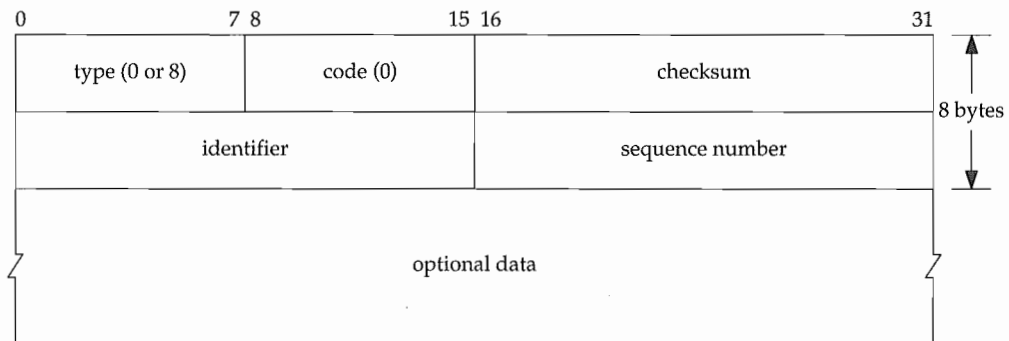 0 7 8 15 16 31
type (0 or 8) code (0) checksum
8 bytes
identifier sequence number
optional data